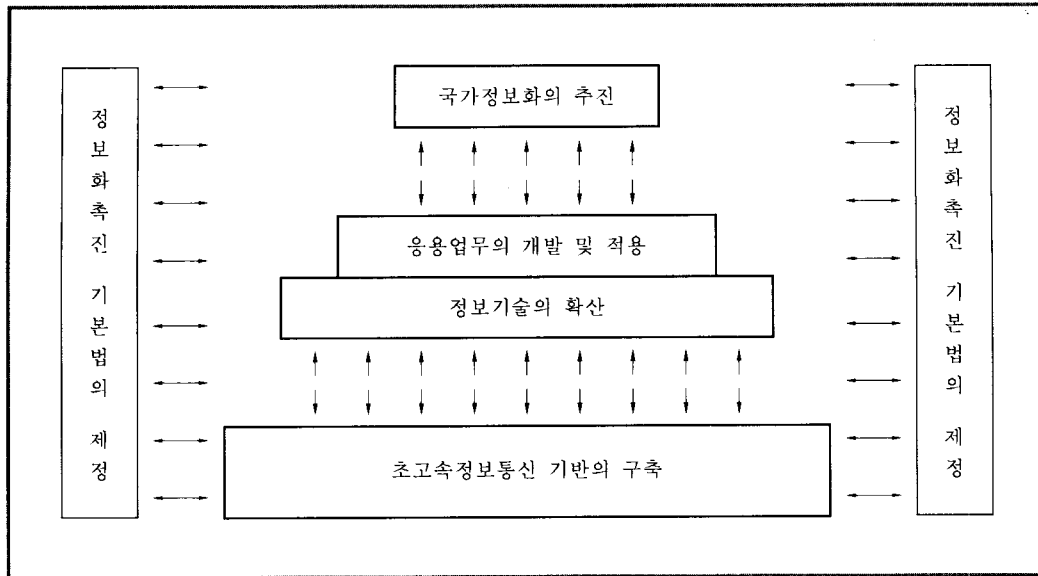 정보화촉진 기본법의 제정
국가정보화의 추진
응용업무의 개발 및 적용
정보기술의 확산
초고속정보통신 기반의 구축
정보화촉진 기본법의 제정